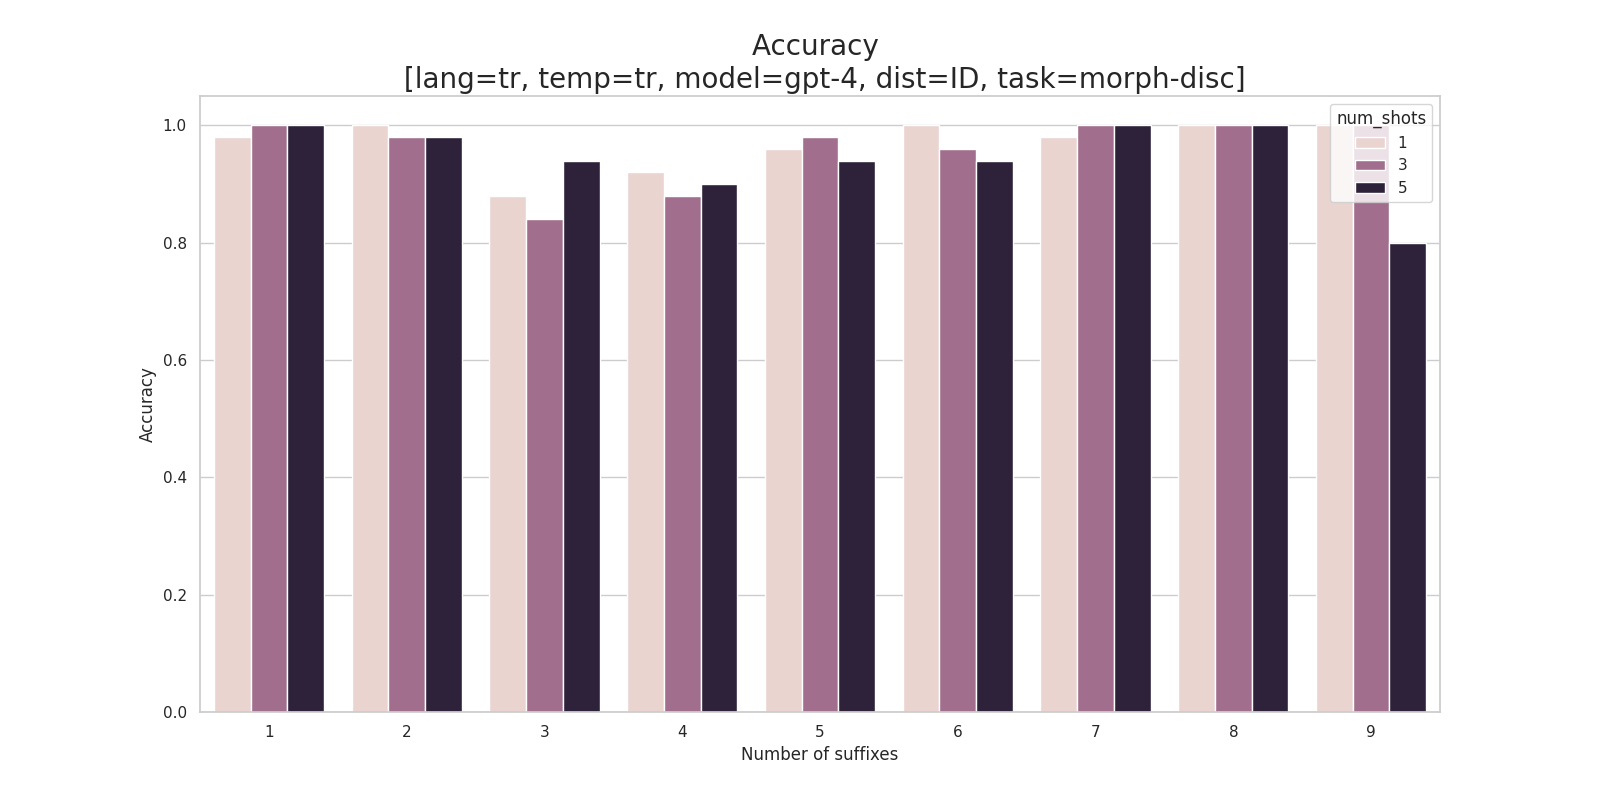 Accuracy
[lang=tr, temp=tr, model=gpt-4, dist=ID, task=morph-disc]
num_shots
1
3
5
1.0
0.8
0.6
0.4
0.2
0.0
Accuracy
1 2 3 4 5 6 7 8 9
Number of suffixes